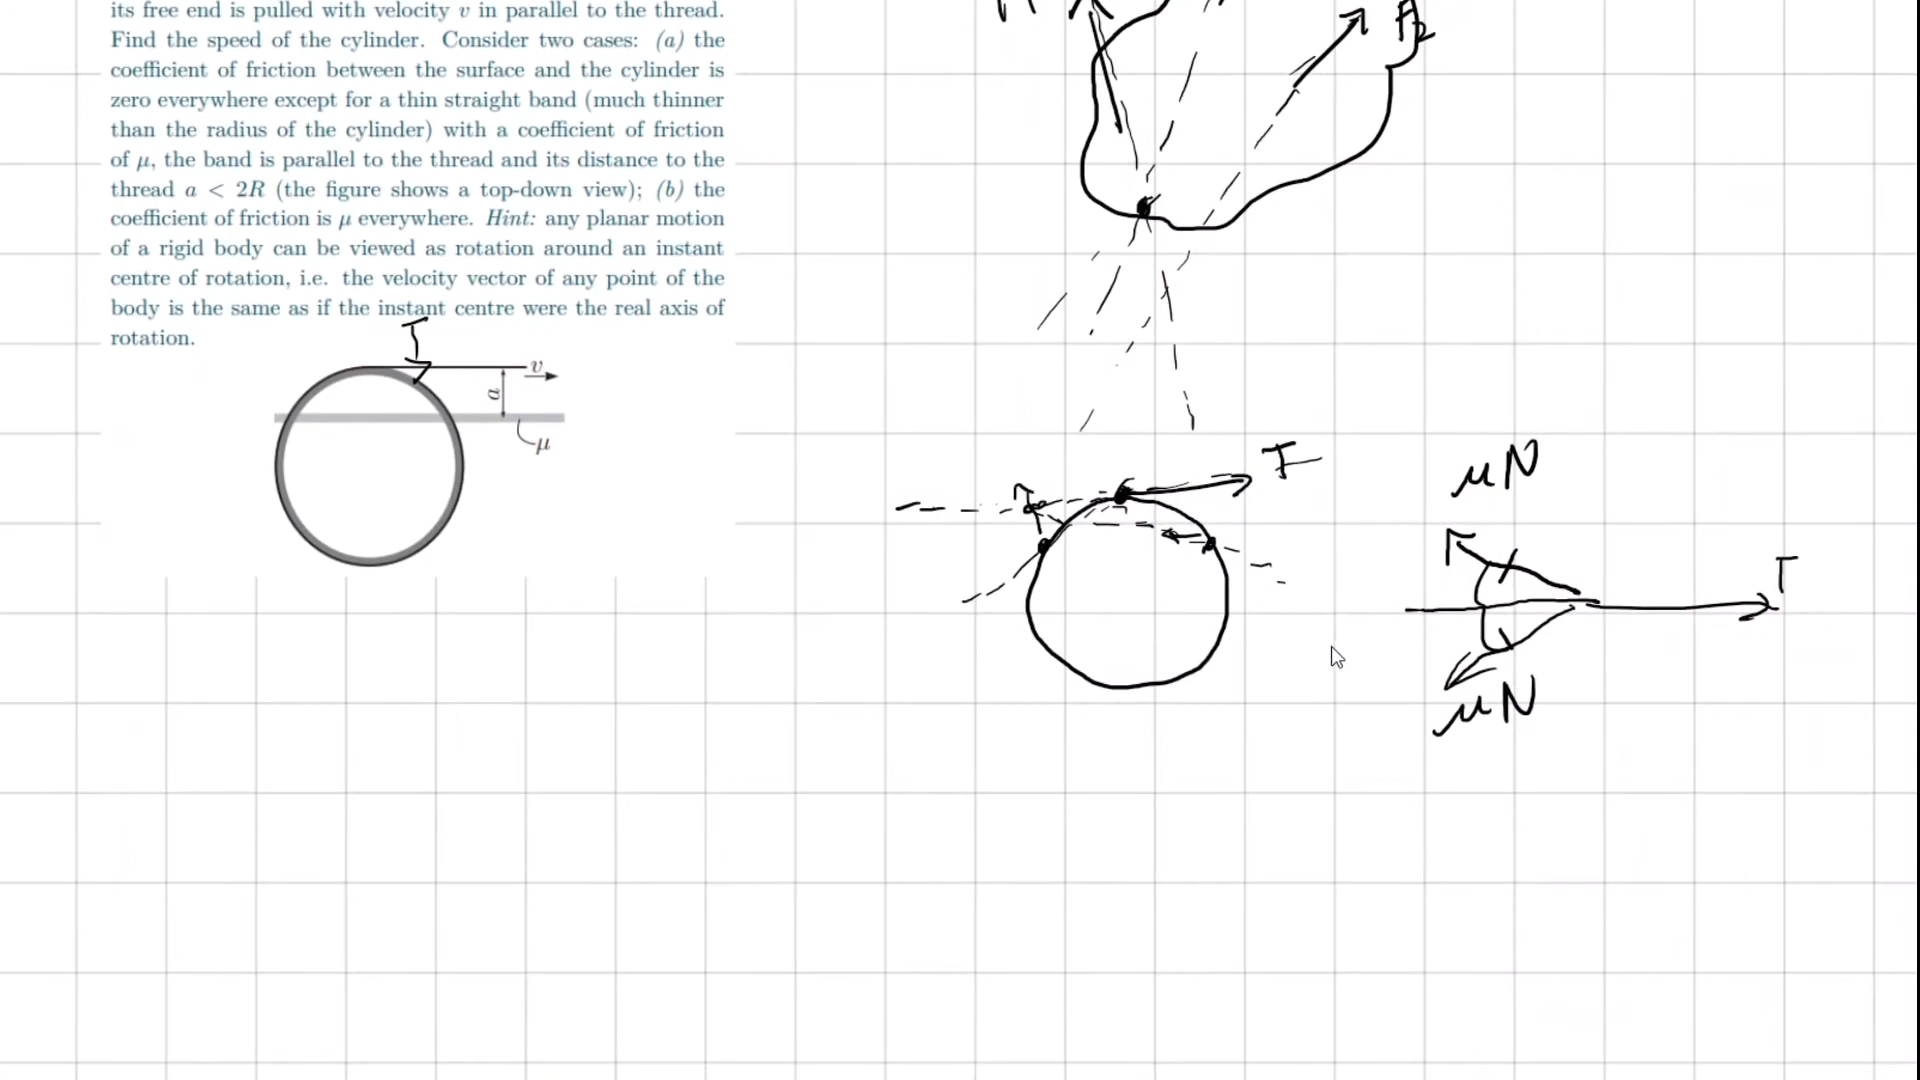 its free end is pulled with velocity v in parallel to the thread.
Find the speed of the cylinder. Consider two cases: (a) the
coefficient of friction between the surface and the cylinder is
zero everywhere except for a thin straight band (much thinner
than the radius of the cylinder) with a coefficient of friction
of μ, the band is parallel to the thread and its distance to the
thread a < 2R (the figure shows a top-down view); (b) the
coefficient of friction is μ everywhere. Hint: any planar motion
of a rigid body can be viewed as rotation around an instant
centre of rotation, i.e. the velocity vector of any point of the
body is the same as if the instant centre were the real axis of
rotation.
T
v
a
μ
F2
T
μN
T
μN